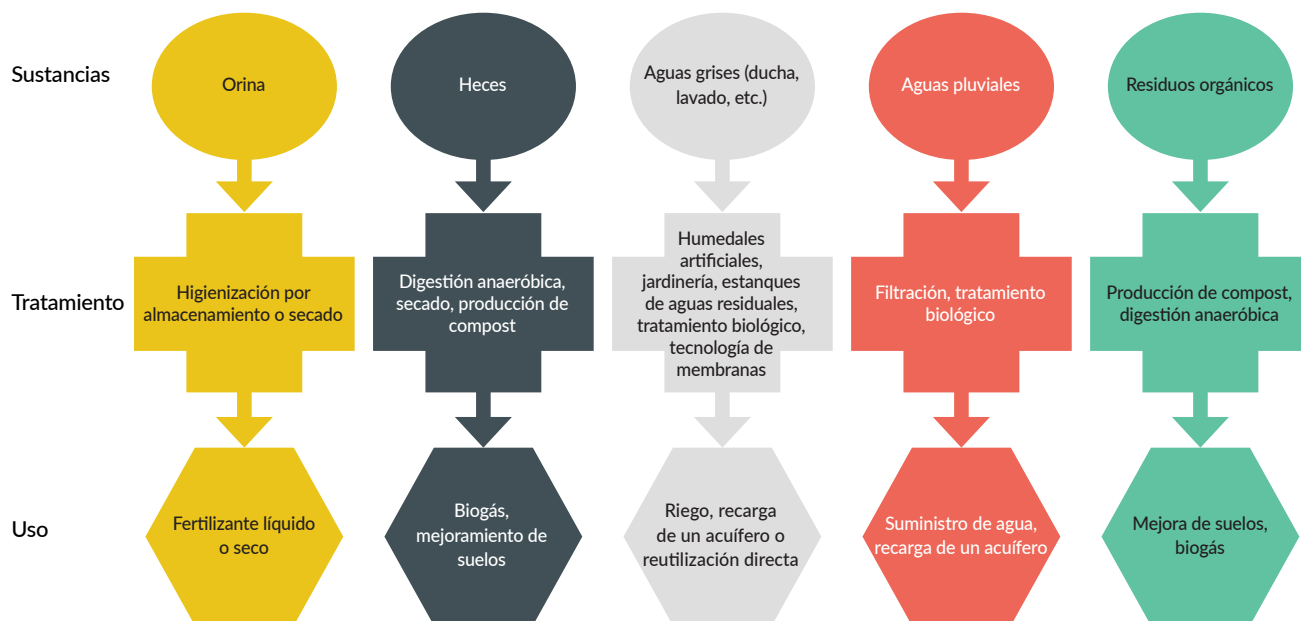 Sustancias
Orina
Heces
Aguas grises (ducha,
lavado, etc.)
Aguas pluviales
Residuos orgánicos
Tratamiento
Higienización por
almacenamiento o secado
Digestión anaeróbica,
secado, producción de
compost
Humedales
artificiales,
jardinería, estanques
de aguas residuales,
tratamiento biológico,
tecnología de
membranas
Filtración, tratamiento
biológico
Producción de compost,
digestión anaeróbica
Uso
Fertilizante líquido
o seco
Biogás,
mejoramiento de
suelos
Riego, recarga
de un acuífero o
reutilización directa
Suministro de agua,
recarga de un acuífero
Mejora de suelos,
biogás